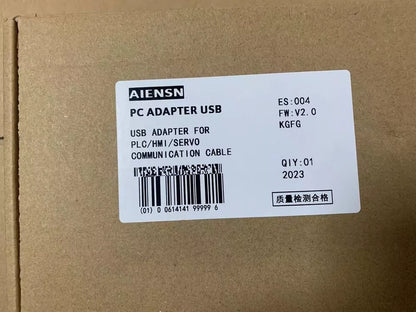 AIENSN
PC ADAPTER USB
USB ADAPTER FOR
PLC/HMI/SERVO
COMMUNICATION CABLE
(01) 0 0614141 99999 6
ES:004
FW:V2.0
KGFG
QIY:01
2023
质量检测合格